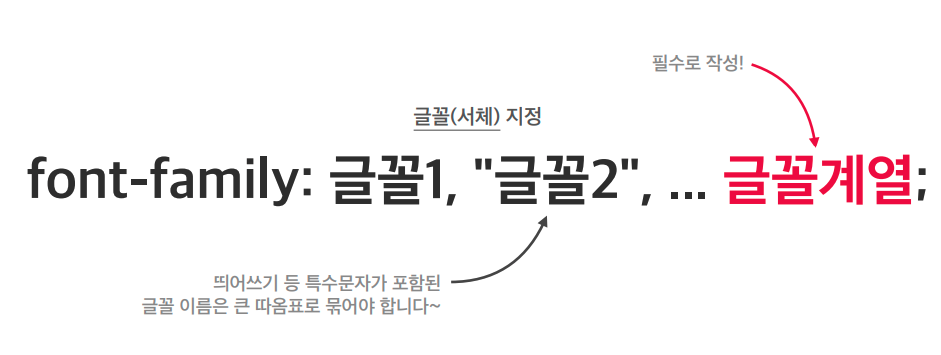 필수로 작성!
글꼴(서체) 지정
font-family: 글꼴1, "글꼴2", ... 글꼴계열;
띄어쓰기 등 특수문자가 포함된
글꼴 이름은 큰 따옴표로 묶어야 합니다~